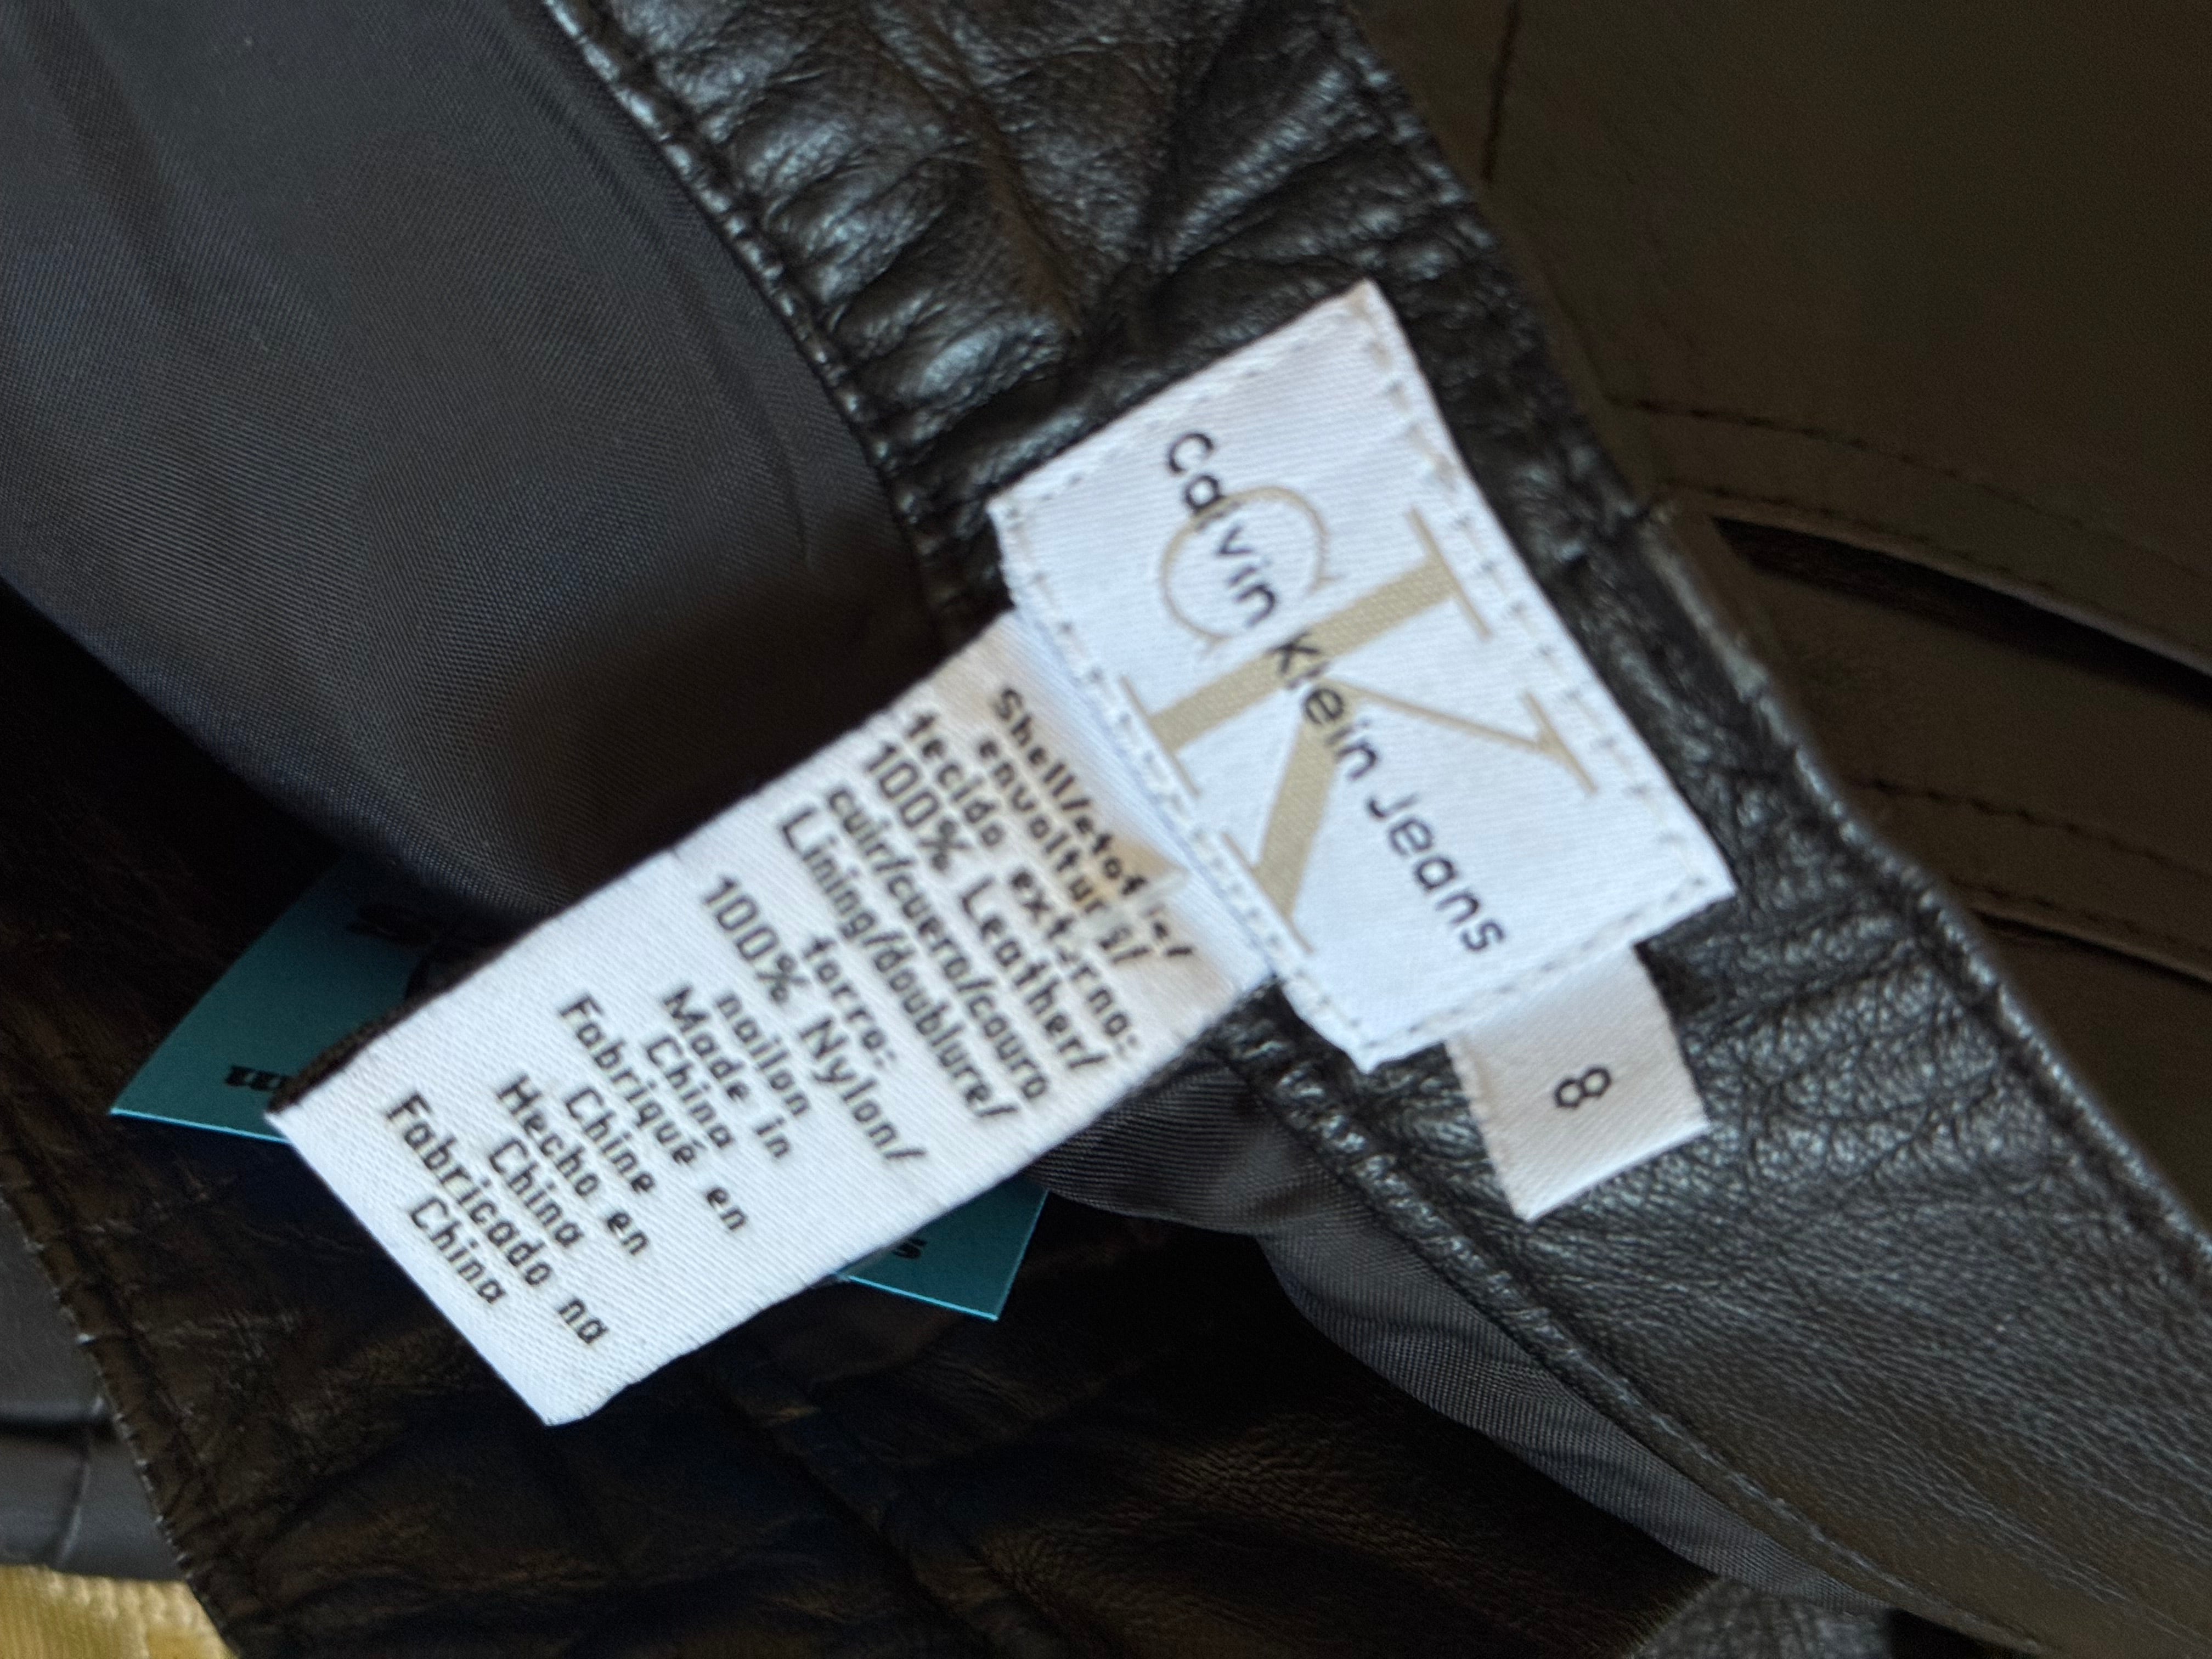 Calvin Klein Jeans
CK
8
Shell/etoffe/
envoltura/
tecido externo:
100% Leather/
cuir/cuero/couro
Lining/doublure/
forro:
100% Nylon/
nailon
Made in
China
Fabriqué en
Chine
Hecho en
China
Fabricado na
China